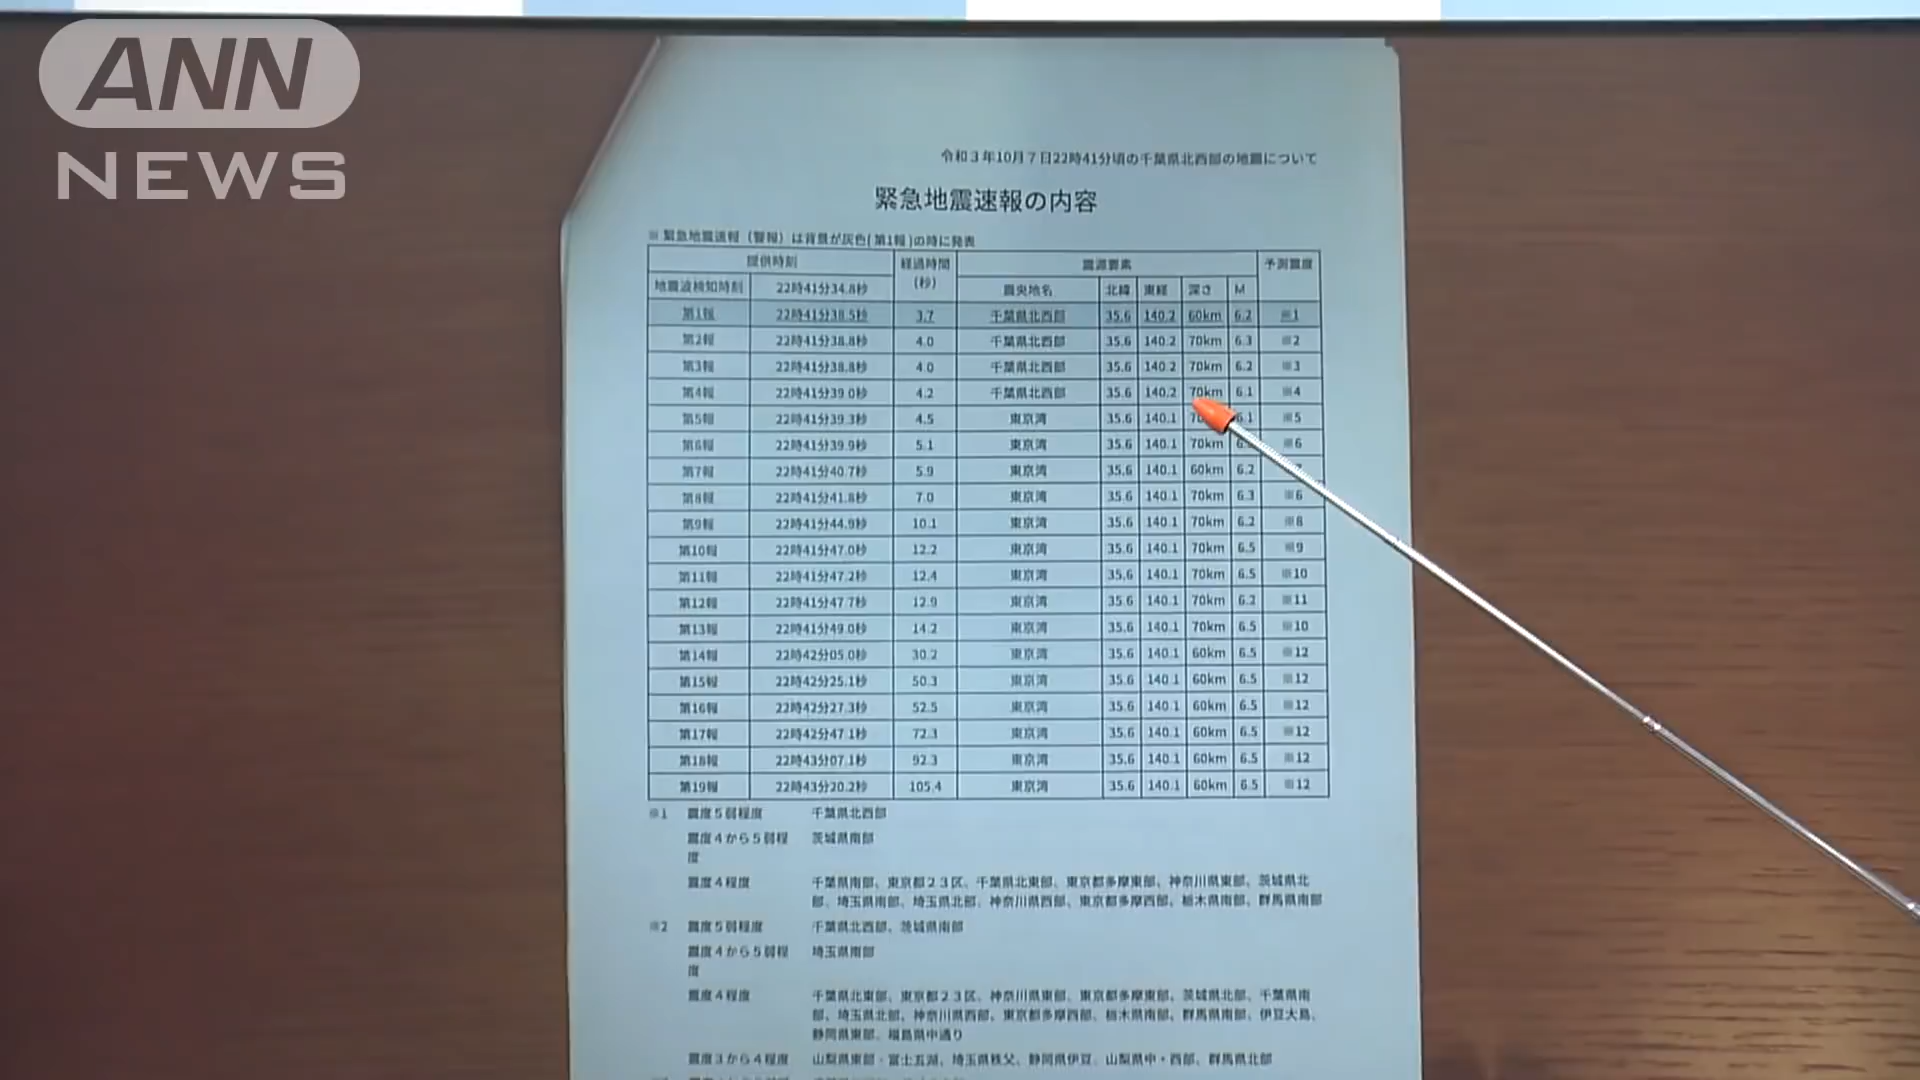 ANN
NEWS
令和3年10月7日22時41分頃の千葉県北西部の地震について
緊急地震速報の内容
※ 緊急地震速報（警報）は背景が灰色(第1報)の時に発表
提供時刻 経過時間(秒) 震源要素 予測震度
地震波検知時刻 22時41分34.8秒 震央地名 北緯 東経 深さ M
第1報 22時41分38.5秒 3.7 千葉県北西部 35.6 140.2 60km 6.2 ※1
第2報 22時41分38.8秒 4.0 千葉県北西部 35.6 140.2 70km 6.3 ※2
第3報 22時41分38.8秒 4.0 千葉県北西部 35.6 140.2 70km 6.2 ※3
第4報 22時41分39.0秒 4.2 千葉県北西部 35.6 140.2 70km 6.1 ※4
第5報 22時41分39.3秒 4.5 東京湾 35.6 140.1 6.1 ※5
第6報 22時41分39.9秒 5.1 東京湾 35.6 140.1 70km ※6
第7報 22時41分40.7秒 5.9 東京湾 35.6 140.1 60km 6.2
第8報 22時41分41.8秒 7.0 東京湾 35.6 140.1 70km 6.3 ※6
第9報 22時41分44.9秒 10.1 東京湾 35.6 140.1 70km 6.2 ※8
第10報 22時41分47.0秒 12.2 東京湾 35.6 140.1 70km 6.5 ※9
第11報 22時41分47.2秒 12.4 東京湾 35.6 140.1 70km 6.5 ※10
第12報 22時41分47.7秒 12.9 東京湾 35.6 140.1 70km 6.2 ※11
第13報 22時41分49.0秒 14.2 東京湾 35.6 140.1 70km 6.5 ※10
第14報 22時42分05.0秒 30.2 東京湾 35.6 140.1 60km 6.5 ※12
第15報 22時42分25.1秒 50.3 東京湾 35.6 140.1 60km 6.5 ※12
第16報 22時42分27.3秒 52.5 東京湾 35.6 140.1 60km 6.5 ※12
第17報 22時42分47.1秒 72.3 東京湾 35.6 140.1 60km 6.5 ※12
第18報 22時43分07.1秒 92.3 東京湾 35.6 140.1 60km 6.5 ※12
第19報 22時43分20.2秒 105.4 東京湾 35.6 140.1 60km 6.5 ※12
※1 震度5弱程度 千葉県北西部
震度4から5弱程度 茨城県南部
震度4程度 千葉県南部、東京都23区、千葉県北東部、東京都多摩東部、神奈川県東部、茨城県北
部、埼玉県南部、埼玉県北部、神奈川県西部、東京都多摩西部、栃木県南部、群馬県南部
※2 震度5弱程度 千葉県北西部、茨城県南部
震度4から5弱程度 埼玉県南部
震度4程度 千葉県北東部、東京都23区、神奈川県東部、東京都多摩東部、茨城県北部、千葉県南
部、埼玉県北部、神奈川県西部、東京都多摩西部、栃木県南部、群馬県南部、伊豆大島、
静岡県東部、福島県中通り
震度3から4程度 山梨県東部・富士五湖、埼玉県秩父、静岡県伊豆、山梨県中・西部、群馬県北部